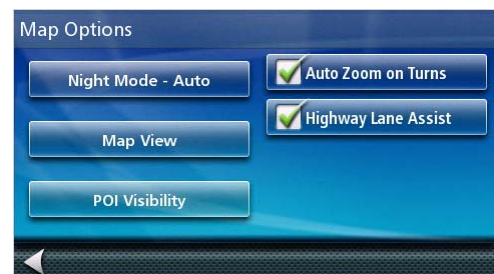 Map Options
Night Mode - Auto
Auto Zoom on Turns
Highway Lane Assist
Map View
POI Visibility